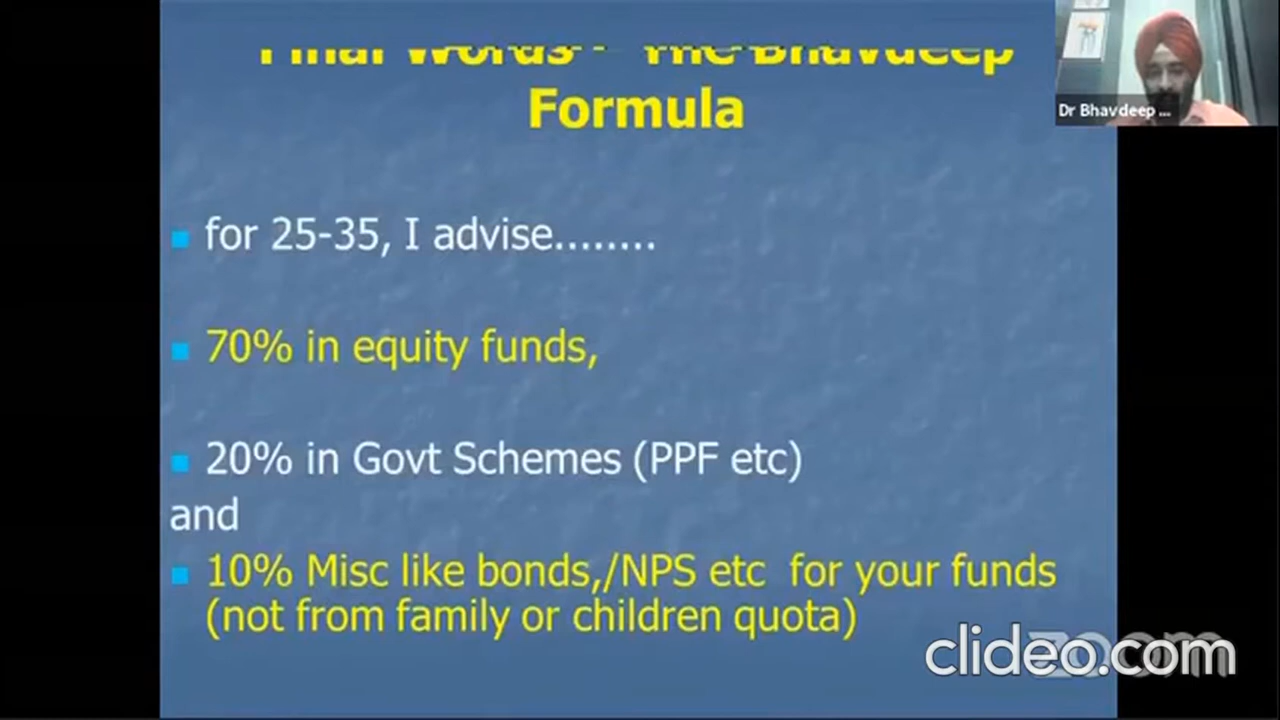 Final Words - The Bhavdeep
Formula
Dr Bhavdeep ...
for 25-35, I advise........
70% in equity funds,
20% in Govt Schemes (PPF etc)
and
10% Misc like bonds,/NPS etc for your funds
(not from family or children quota)
zoom
clideo.com